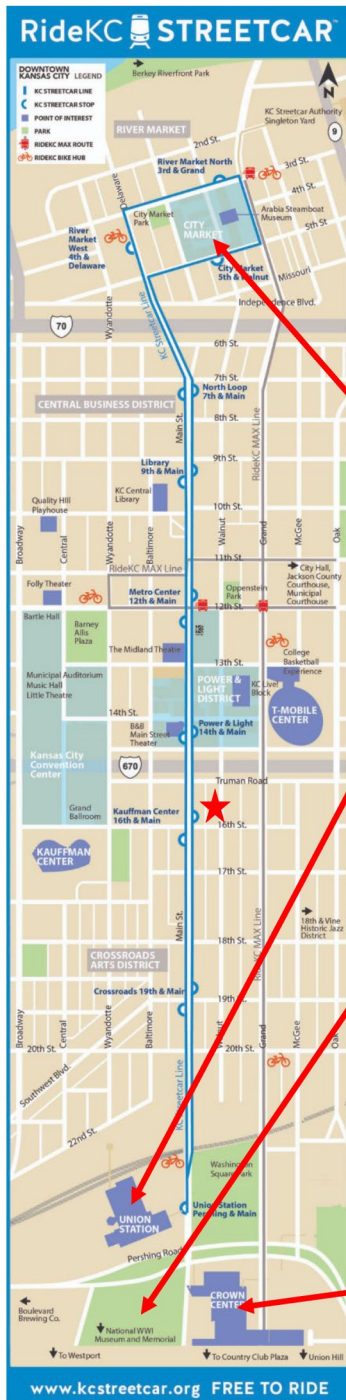 RideKC STREETCAR
DOWNTOWN
KANSAS CITY LEGEND
KC STREETCAR LINE
KC STREETCAR STOP
POINT OF INTEREST
PARK
RIDEKC MAX ROUTE
RIDEKC BIKE HUB
Berkey Riverfront Park
N
KC Streetcar Authority
Singleton Yard
9
RIVER MARKET
2nd St.
River Market North
3rd & Grand
3rd St.
4th St.
5th St
Delaware
City Market
Park
CITY
MARKET
Arabia Steamboat
Museum
River
Market
West
4th &
Delaware
City Market
5th & Walnut
Missouri
Independence Blvd.
70
Wyandotte
KC Streetcar Line
6th St.
7th St.
North Loop
7th & Main
CENTRAL BUSINESS DISTRICT
Main St.
8th St.
RideKC MAX Line
Library
9th & Main
9th St.
KC Central
Library
Quality Hill
Playhouse
10th St.
Broadway
Central
Wyandotte
Baltimore
Walnut
Grand
McGee
Oak
11th St.
RideKC MAX Line
City Hall,
Jackson County
Courthouse,
Municipal
Courthouse
Folly Theater
Metro Center
12th & Main
Oppenstein
Park
12th St.
Bartle Hall
Barney
Allis
Plaza
The Midland Theatre
13th St.
College
Basketball
Experience
Municipal Auditorium
Music Hall
Little Theatre
POWER &
LIGHT
DISTRICT
KC Live!
Block
T-MOBILE
CENTER
14th St.
B&B
Main Street
Theater
Power & Light
14th & Main
Kansas City
Convention
Center
670
Truman Road
Grand
Ballroom
Kauffman Center
16th & Main
16th St.
KAUFFMAN
CENTER
17th St.
Main St.
18th & Vine
Historic Jazz
District
18th St.
RideKC MAX Line
CROSSROADS
ARTS DISTRICT
Crossroads 19th & Main
19th St.
Broadway
Central
Wyandotte
Baltimore
Walnut
Grand
McGee
Oak
20th St.
20th St.
Southwest Blvd.
KC Streetcar Line
22nd St.
Washington
Square Park
UNION
STATION
Union Station
Pershing & Main
Pershing Road
CROWN
CENTER
Boulevard
Brewing Co.
National WWI
Museum and Memorial
To Westport
To Country Club Plaza
Union Hill
www.kcstreetcar.org FREE TO RIDE